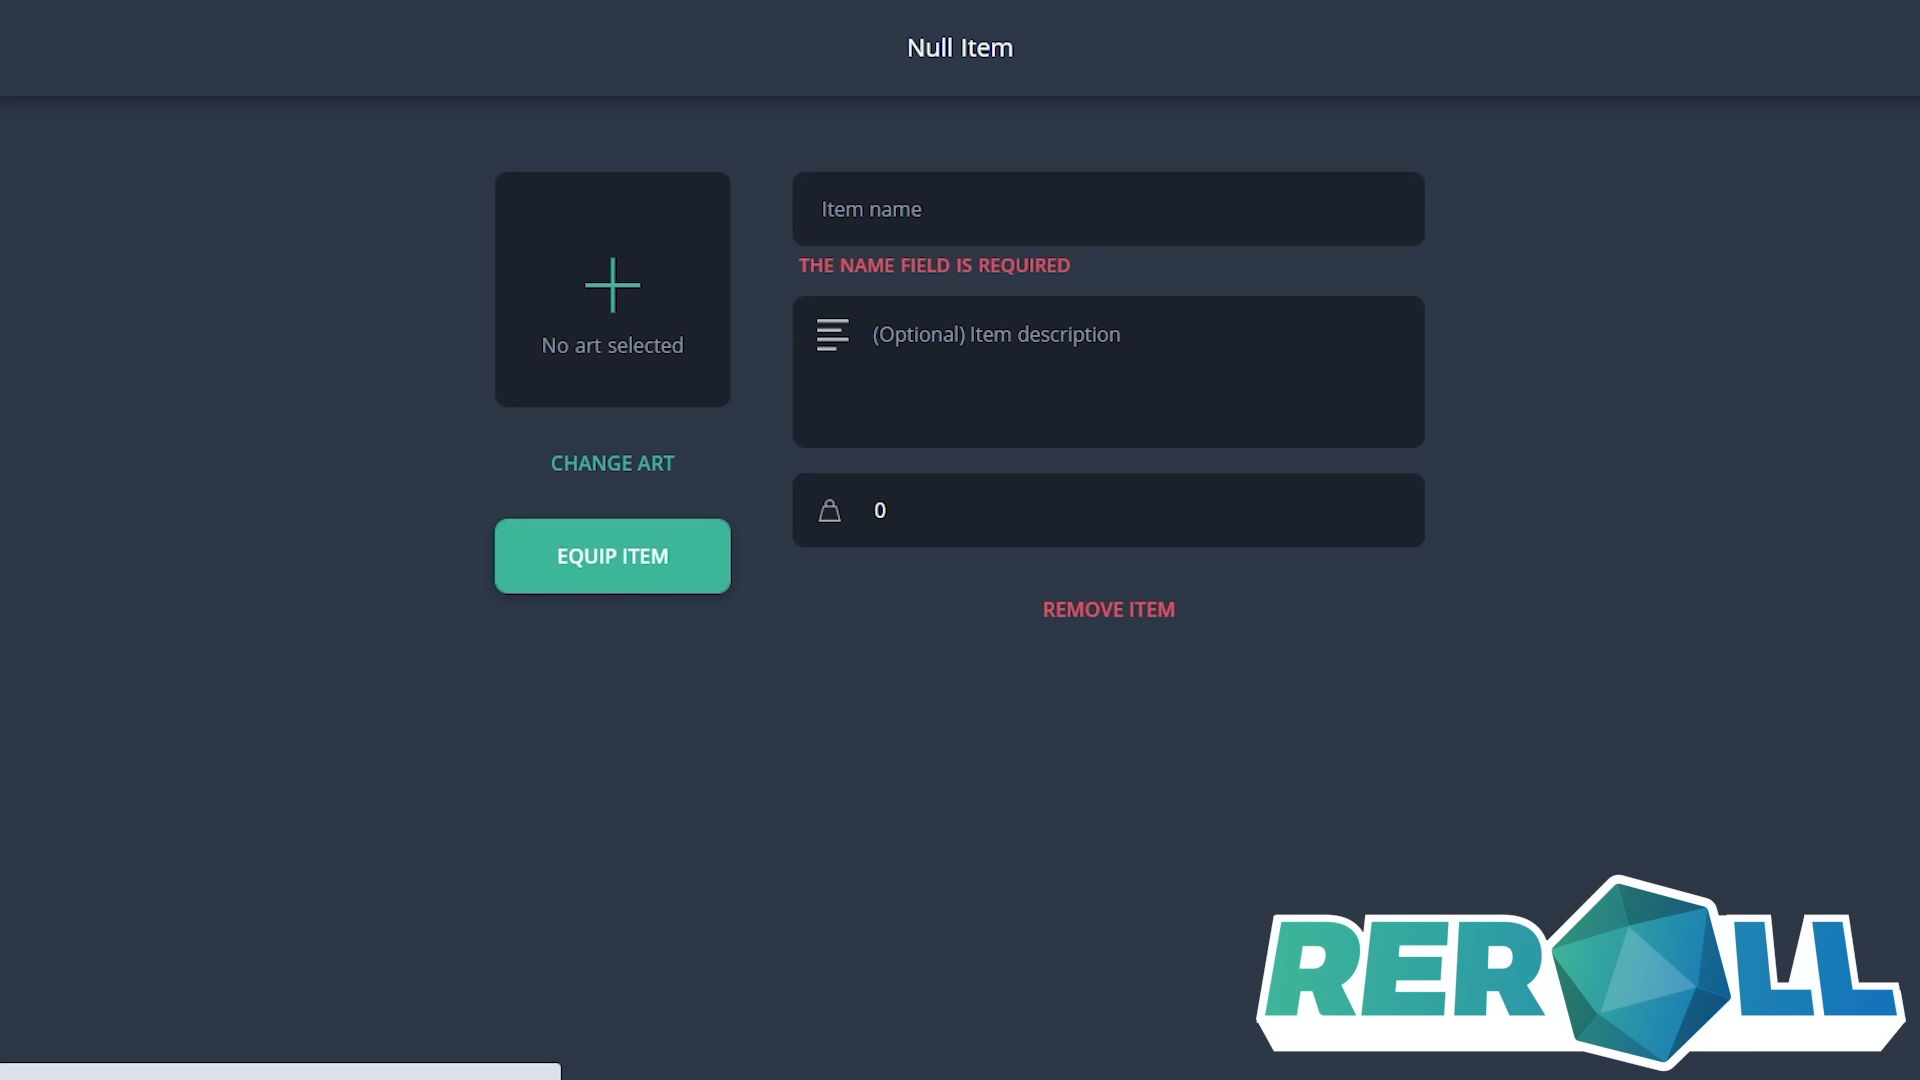 Null Item
Item name
THE NAME FIELD IS REQUIRED
No art selected
(Optional) Item description
CHANGE ART
0
EQUIP ITEM
REMOVE ITEM
REROLL